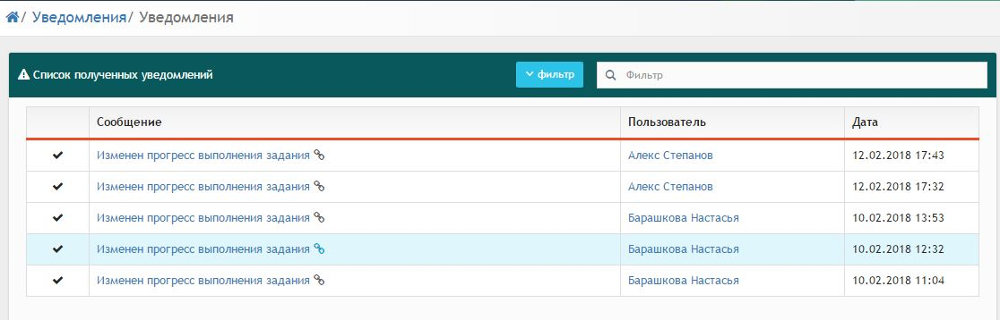 / Уведомления/ Уведомления
Список полученных уведомлений фильтр Фильтр
Сообщение Пользователь Дата
Изменен прогресс выполнения задания Алекс Степанов 12.02.2018 17:43
Изменен прогресс выполнения задания Алекс Степанов 12.02.2018 17:32
Изменен прогресс выполнения задания Барашкова Настасья 10.02.2018 13:53
Изменен прогресс выполнения задания Барашкова Настасья 10.02.2018 12:32
Изменен прогресс выполнения задания Барашкова Настасья 10.02.2018 11:04